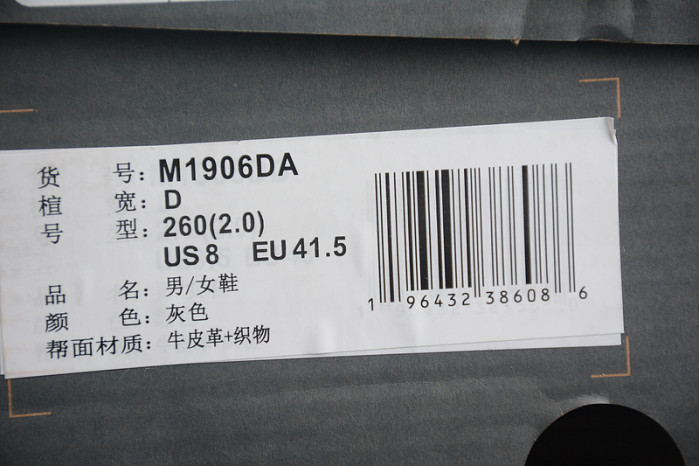 货 号: M1906DA
楦 宽: D
号 型: 260(2.0)
US 8 EU 41.5
品 名: 男/女鞋
颜 色: 灰色
帮面材质: 牛皮革+织物
1 96432 38608 6